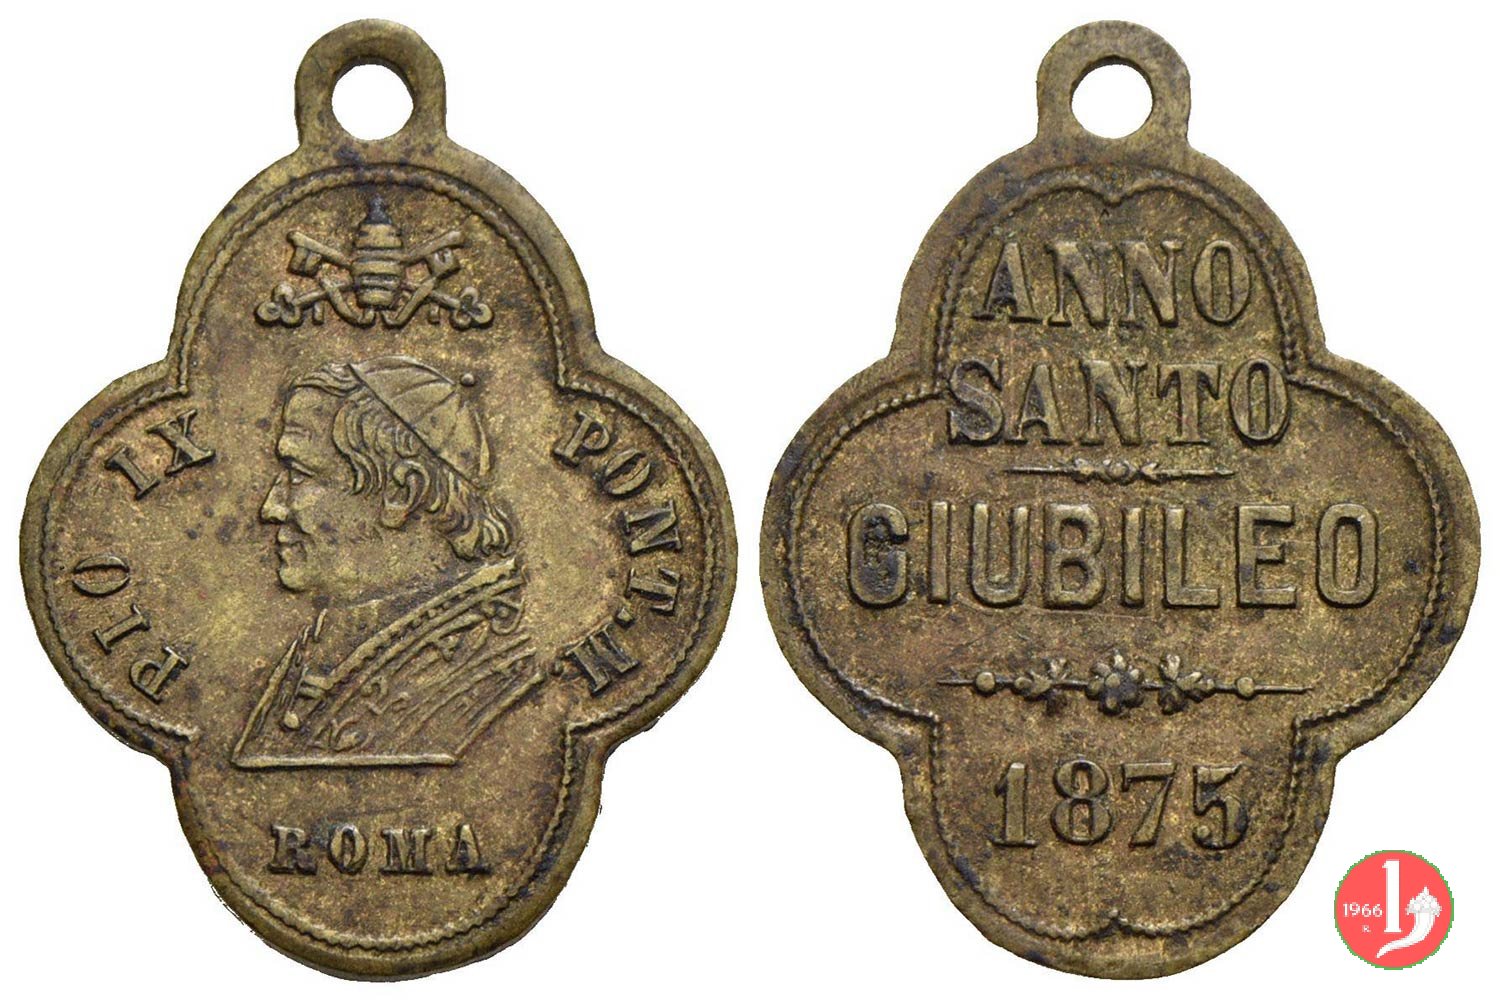 PIO IX PONT. M.
ROMA
ANNO
SANTO
GIUBILEO
1875
1966
R